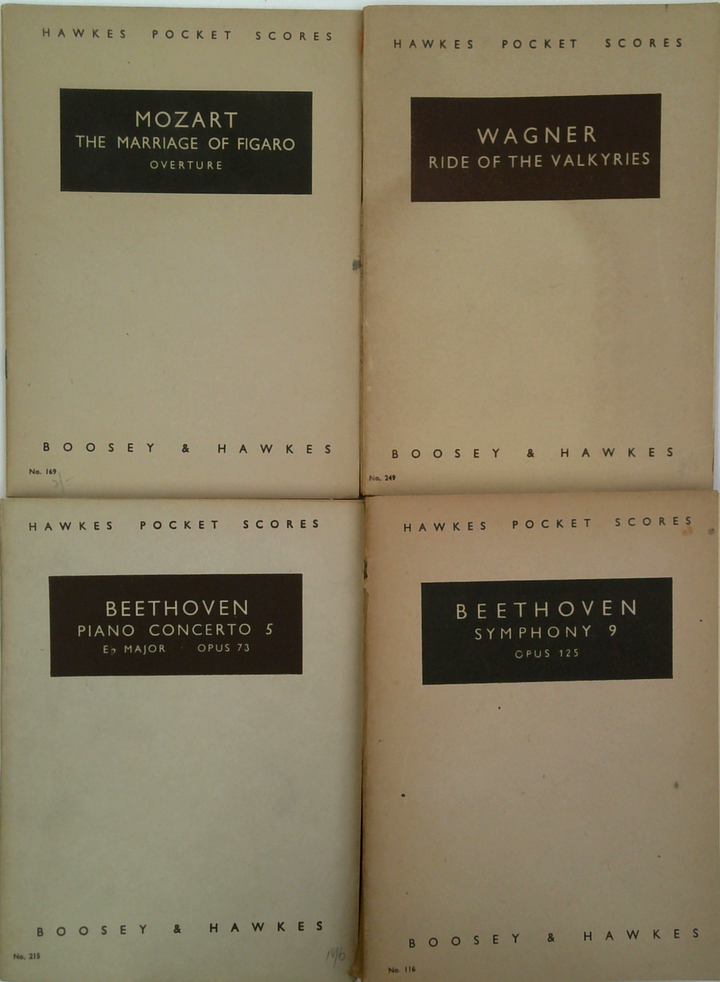 HAWKES POCKET SCORES
MOZART
THE MARRIAGE OF FIGARO
OVERTURE
BOOSEY & HAWKES
No. 169
HAWKES POCKET SCORES
WAGNER
RIDE OF THE VALKYRIES
BOOSEY & HAWKES
No. 249
HAWKES POCKET SCORES
BEETHOVEN
PIANO CONCERTO 5
E♭ MAJOR · OPUS 73
BOOSEY & HAWKES
No. 215
HAWKES POCKET SCORES
BEETHOVEN
SYMPHONY 9
OPUS 125
BOOSEY & HAWKES
No. 116